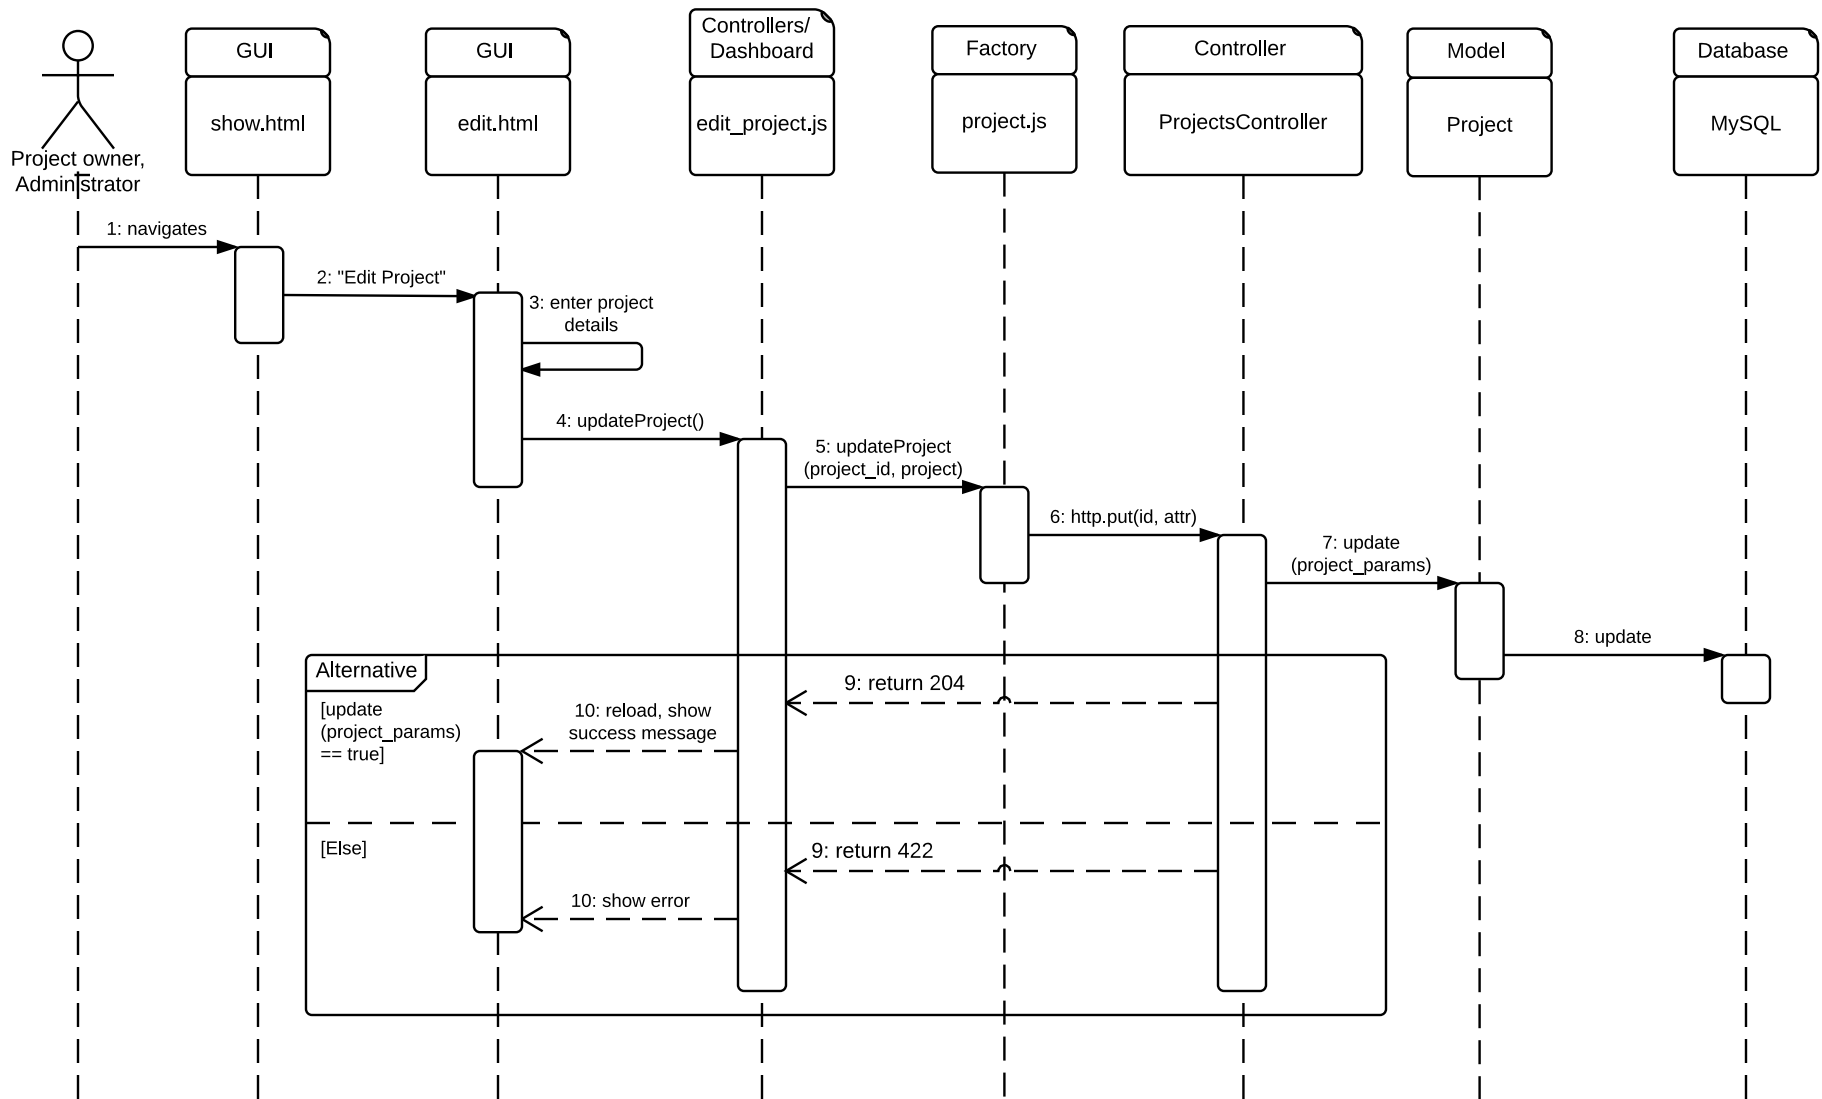 Project owner,
Administrator
GUI
show.html
GUI
edit.html
Controllers/
Dashboard
edit_project.js
Factory
project.js
Controller
ProjectsController
Model
Project
Database
MySQL
1: navigates
2: "Edit Project"
3: enter project
details
4: updateProject()
5: updateProject
(project_id, project)
6: http.put(id, attr)
7: update
(project_params)
8: update
Alternative
[update
(project_params)
== true]
9: return 204
10: reload, show
success message
[Else]
9: return 422
10: show error